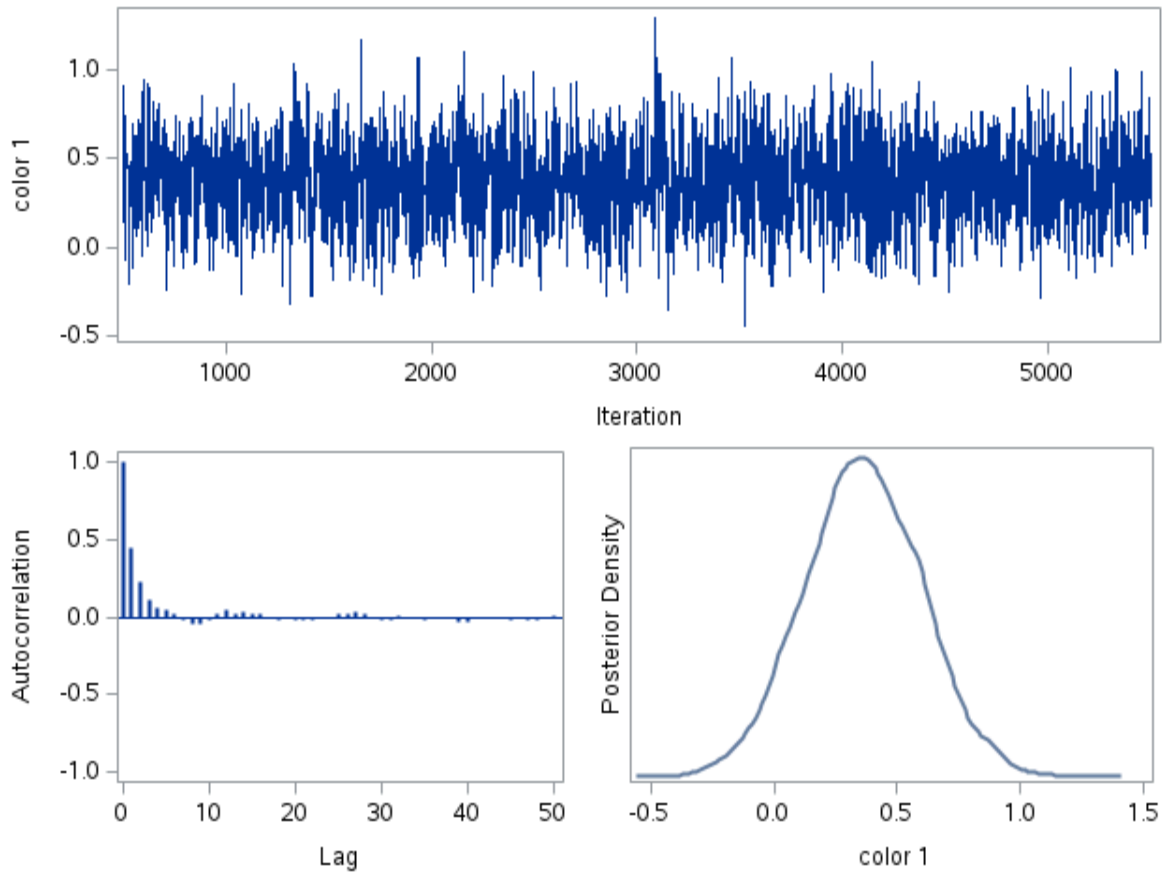 color 1
1.0
0.5
0.0
-0.5
1000 2000 3000 4000 5000
Iteration
Autocorrelation
1.0
0.5
0.0
-0.5
-1.0
0 10 20 30 40 50
Lag
Posterior Density
-0.5 0.0 0.5 1.0 1.5
color 1